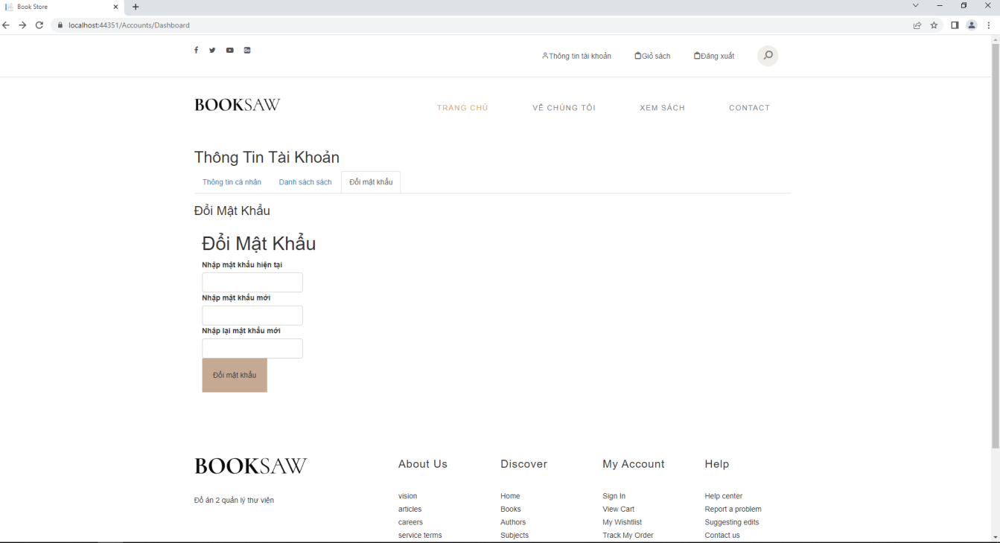 Book Store
localhost:44351/Accounts/Dashboard
Thông tin tài khoản Giỏ sách Đăng xuất
BOOKSAW
TRANG CHỦ VỀ CHÚNG TÔI XEM SÁCH CONTACT
Thông Tin Tài Khoản
Thông tin cá nhân Danh sách sách Đổi mật khẩu
Đổi Mật Khẩu
Đổi Mật Khẩu
Nhập mật khẩu hiện tại
Nhập mật khẩu mới
Nhập lại mật khẩu mới
Đổi mật khẩu
BOOKSAW
Đồ án 2 quản lý thư viện
About Us
vision
articles
careers
service terms
Discover
Home
Books
Authors
Subjects
My Account
Sign In
View Cart
My Wishtlist
Track My Order
Help
Help center
Report a problem
Suggesting edits
Contact us